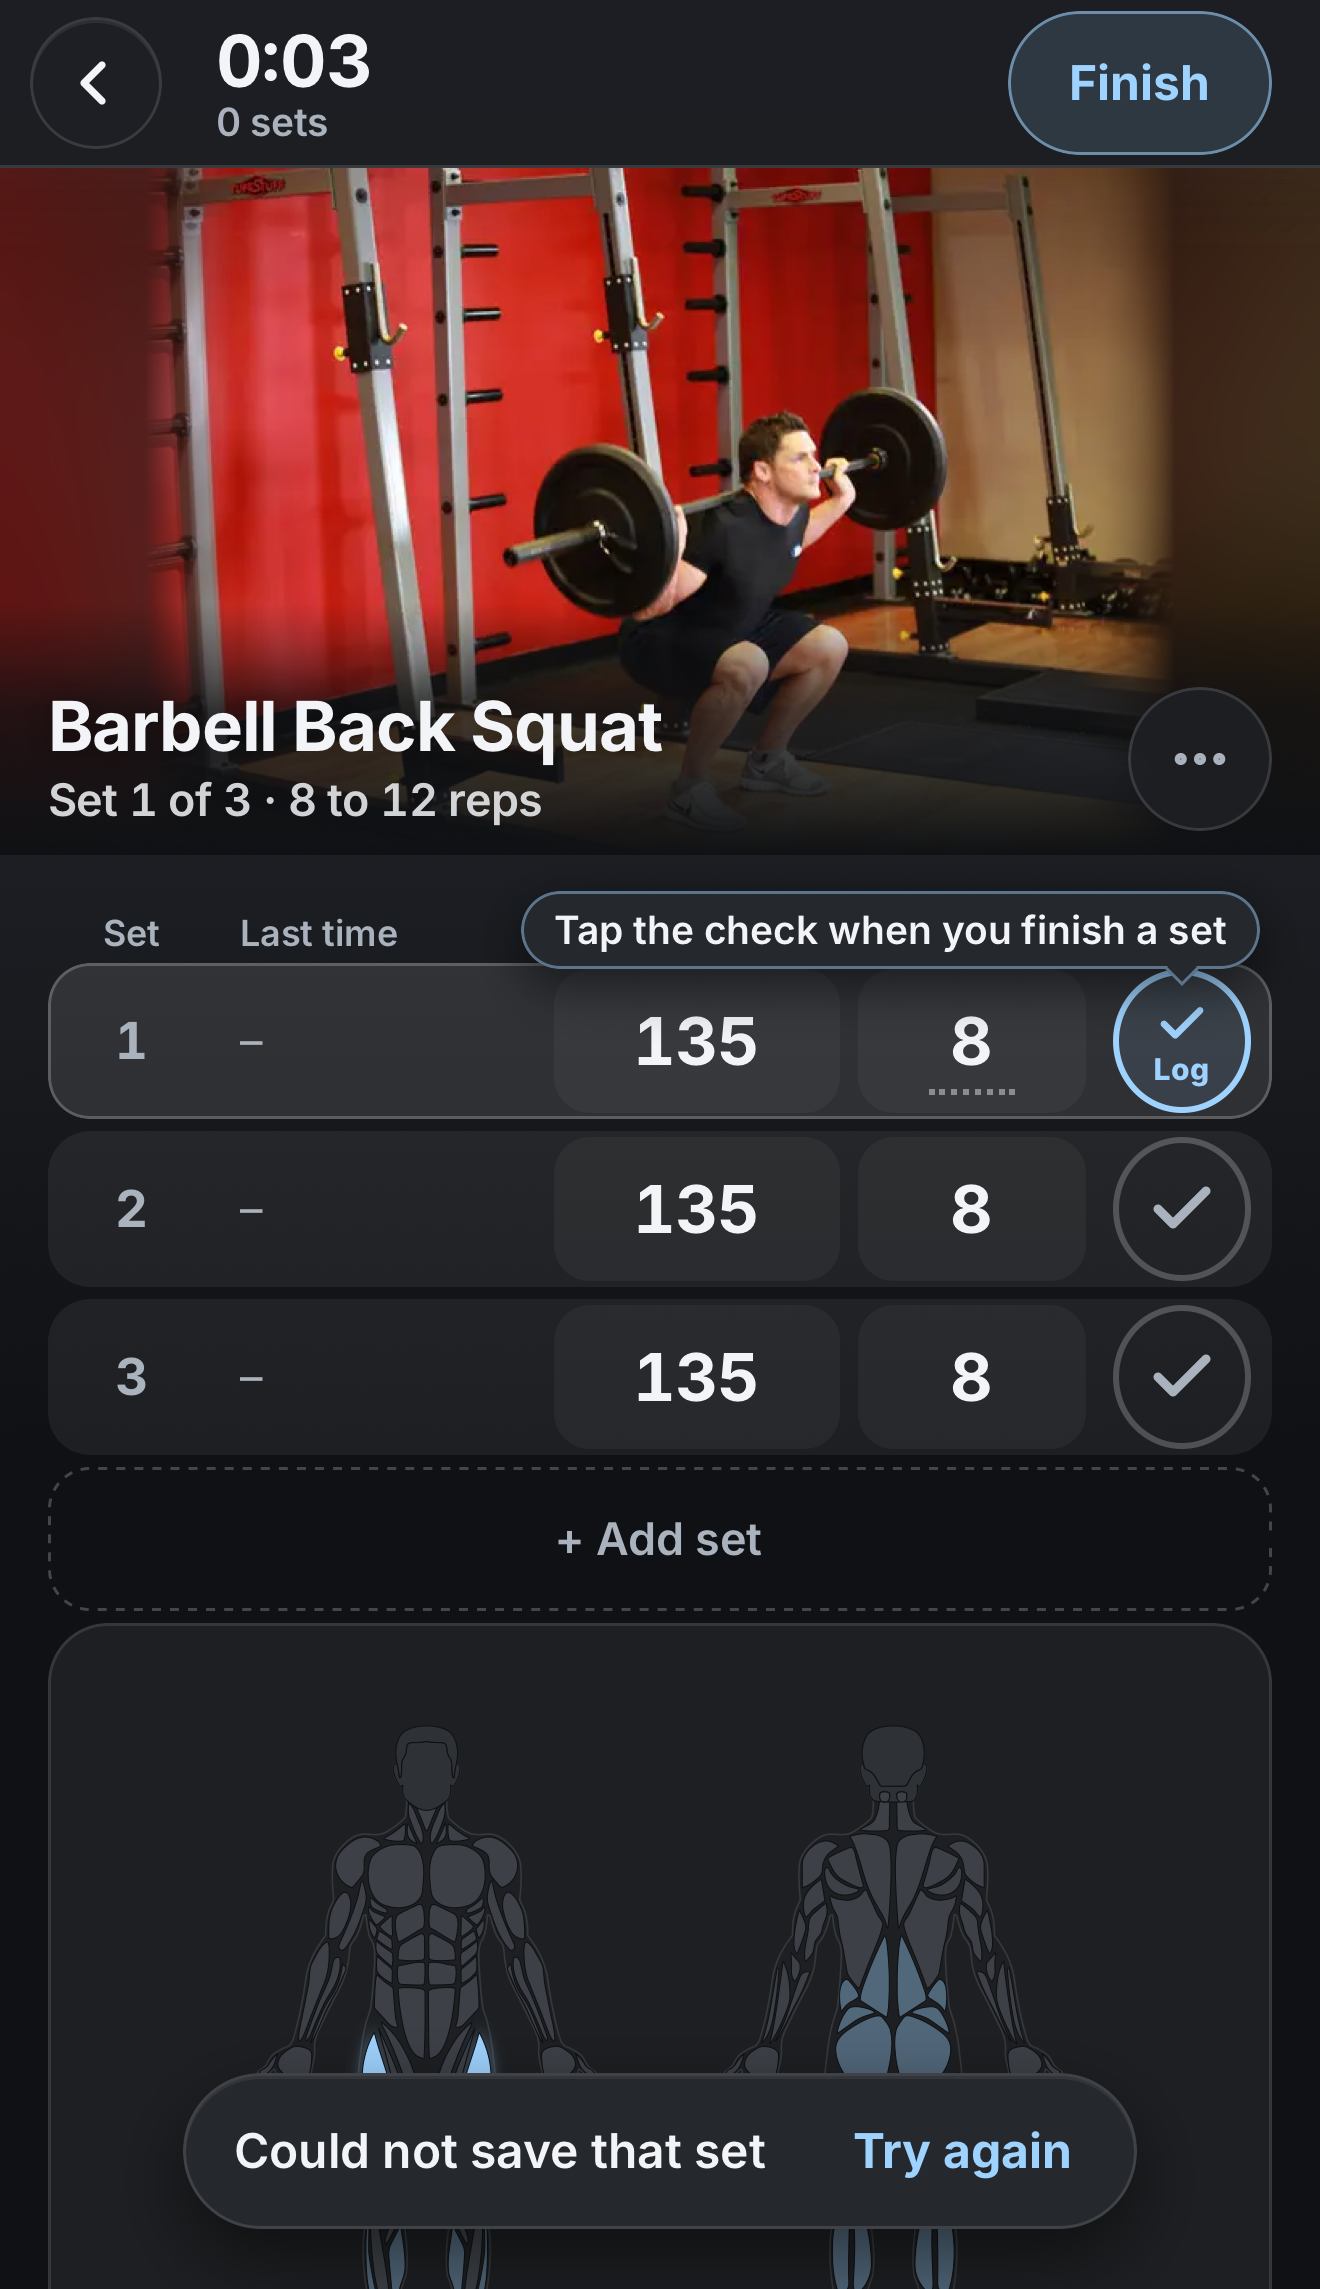 0:03
0 sets
Finish
Barbell Back Squat
Set 1 of 3 · 8 to 12 reps
Set Last time
Tap the check when you finish a set
1 – 135 8 Log
2 – 135 8
3 – 135 8
+ Add set
Could not save that set Try again